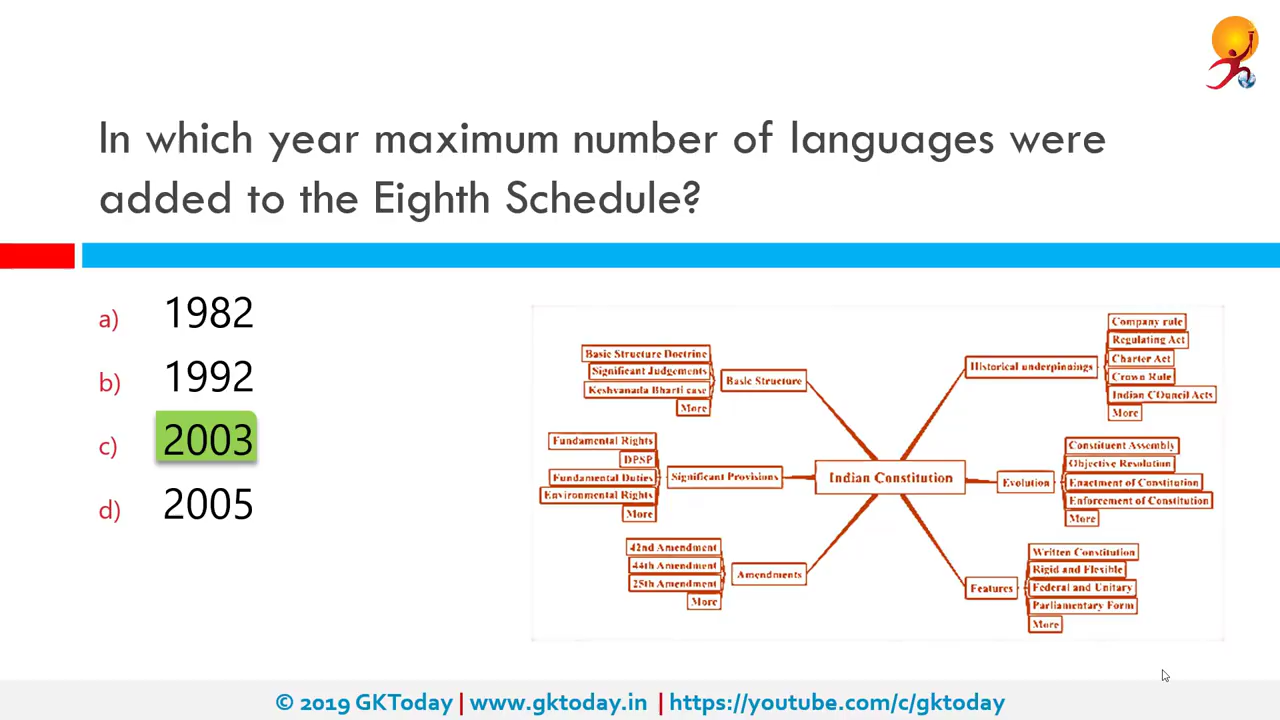 In which year maximum number of languages were
added to the Eighth Schedule?
a) 1982
b) 1992
c) 2003
d) 2005
Basic Structure Doctrine
Significant Judgements
Keshvanada Bharti case
More
Basic Structure
Fundamental Rights
DPSP
Fundamental Duties
Environmental Rights
More
Significant Provisions
42nd Amendment
44th Amendment
25th Amendment
More
Amendments
Indian Constitution
Historical underpinnings
Company rule
Regulating Act
Charter Act
Crown Rule
Indian COuncil Acts
More
Evolution
Constituent Assembly
Objective Resolution
Enactment of Constitution
Enforcement of Constitution
More
Features
Written Constitution
Rigid and Flexible
Federal and Unitary
Parliamentary Form
More
© 2019 GKToday | www.gktoday.in | https://youtube.com/c/gktoday